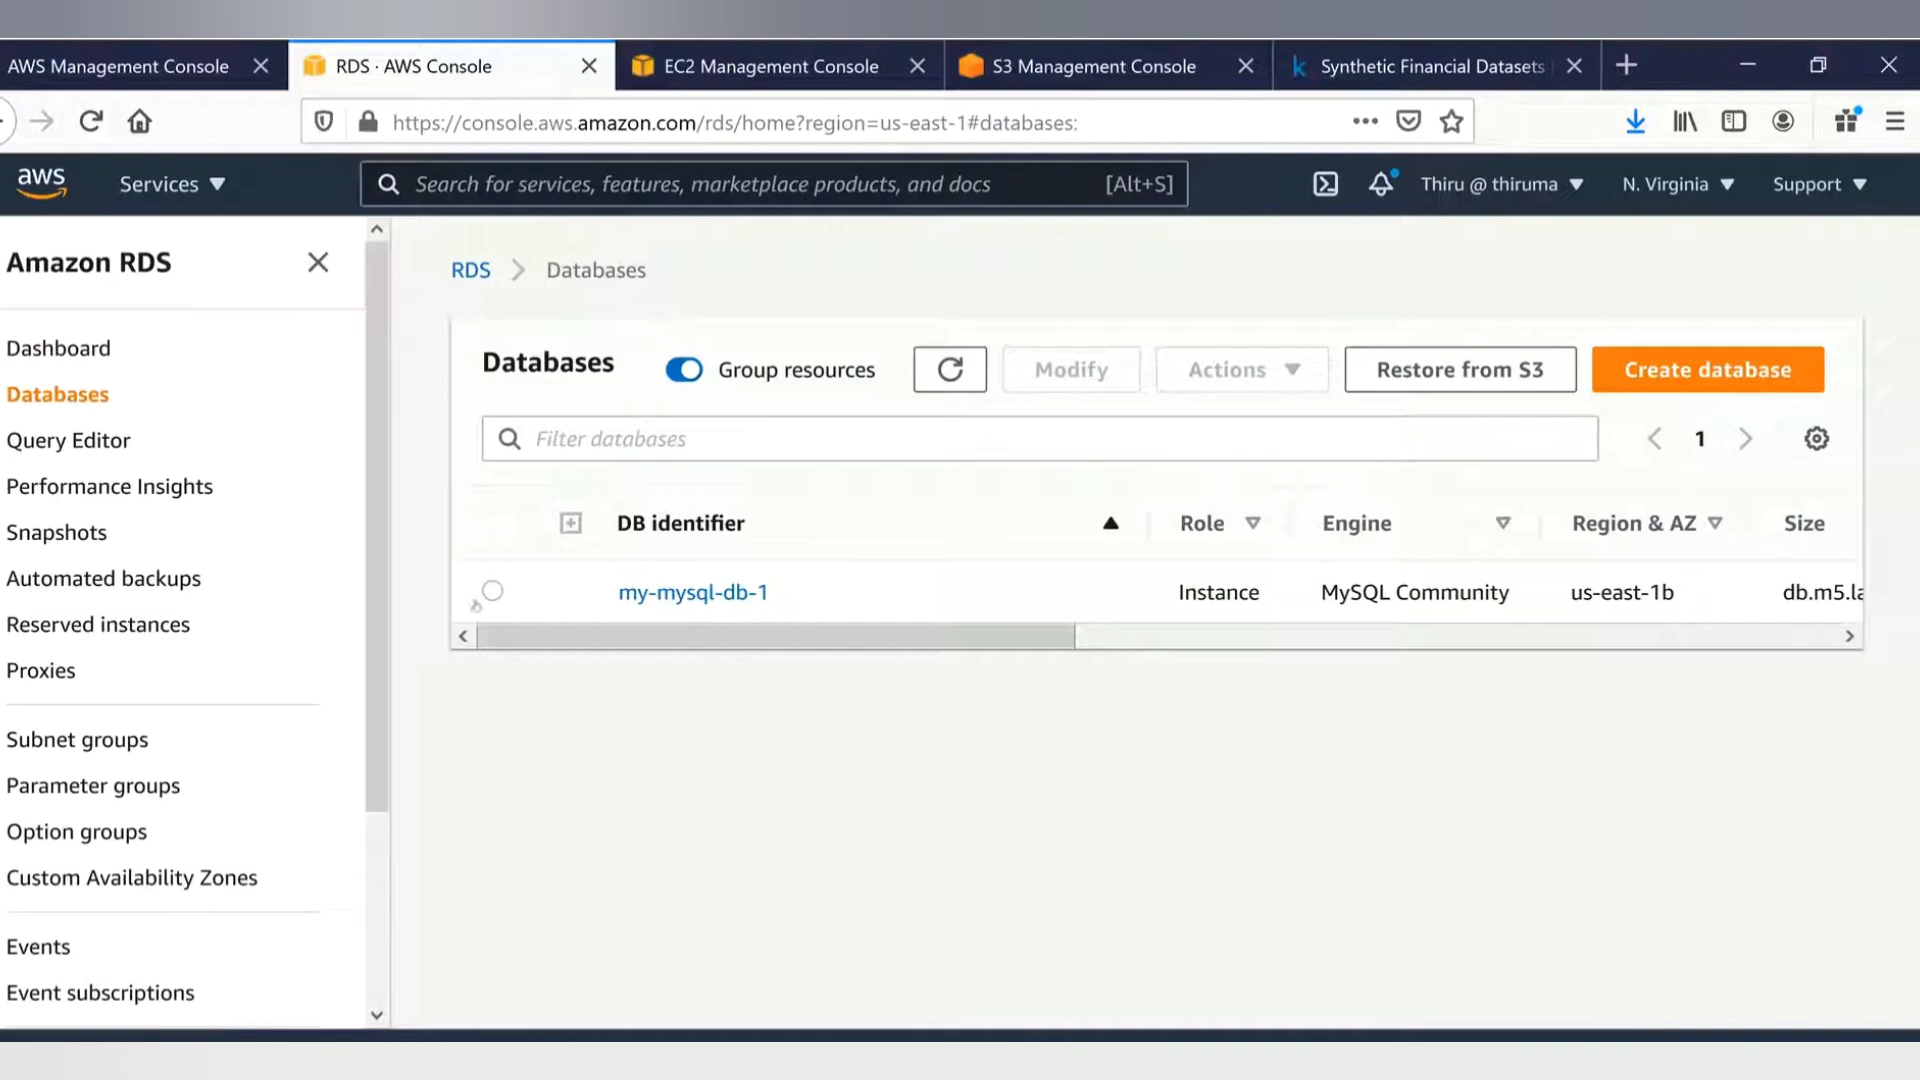 AWS Management Console
RDS · AWS Console
EC2 Management Console
S3 Management Console
Synthetic Financial Datasets
https://console.aws.amazon.com/rds/home?region=us-east-1#databases:
aws
Services
Search for services, features, marketplace products, and docs
[Alt+S]
Thiru @ thiruma
N. Virginia
Support
Amazon RDS
Dashboard
Databases
Query Editor
Performance Insights
Snapshots
Automated backups
Reserved instances
Proxies
Subnet groups
Parameter groups
Option groups
Custom Availability Zones
Events
Event subscriptions
RDS
Databases
Databases
Group resources
Modify
Actions
Restore from S3
Create database
Filter databases
1
DB identifier
Role
Engine
Region & AZ
Size
my-mysql-db-1
Instance
MySQL Community
us-east-1b
db.m5.la